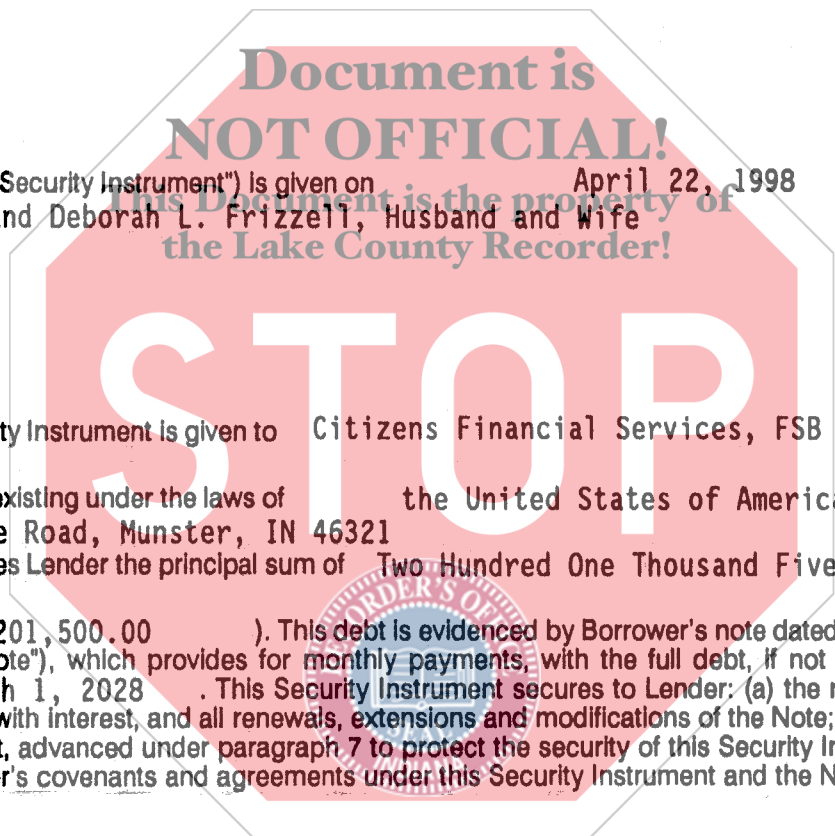 Document is
NOT OFFICIAL!
Security Instrument") is given on April 22, 1998
This Document is the property of
nd Deborah L. Frizzell, Husband and Wife
the Lake County Recorder!
STOP
ty Instrument is given to Citizens Financial Services, FSB
existing under the laws of the United States of America
e Road, Munster, IN 46321
es Lender the principal sum of Two Hundred One Thousand Five
RECORDER'S OFFICE
201,500.00 ). This debt is evidenced by Borrower's note dated
ote"), which provides for monthly payments, with the full debt, if not
h 1, 2028 . This Security Instrument secures to Lender: (a) the r
with interest, and all renewals, extensions and modifications of the Note;
SEAL
t, advanced under paragraph 7 to protect the security of this Security In
INDIANA
r's covenants and agreements under this Security Instrument and the N